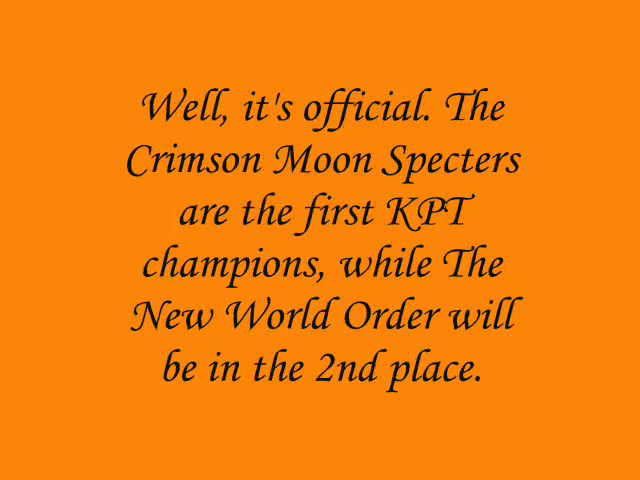 Well, it's official. The
Crimson Moon Specters
are the first KPT
champions, while The
New World Order will
be in the 2nd place.